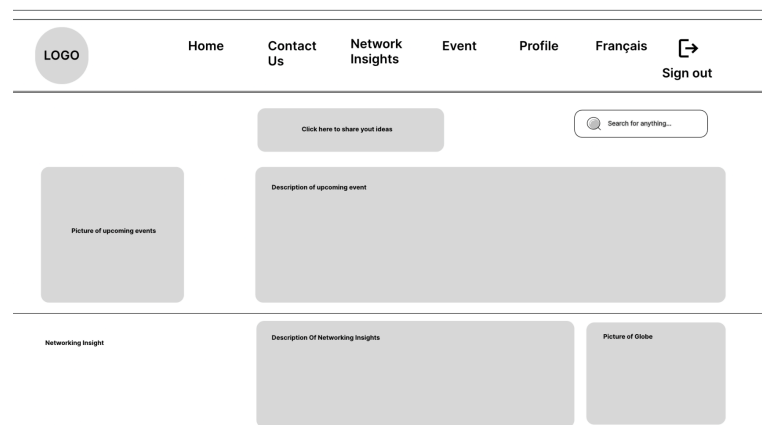 LOGO
Home
Contact
Us
Network
Insights
Event
Profile
Français
Sign out
Click here to share yout ideas
Search for anything...
Description of upcoming event
Picture of upcoming events
Networking Insight
Description Of Networking Insights
Picture of Globe